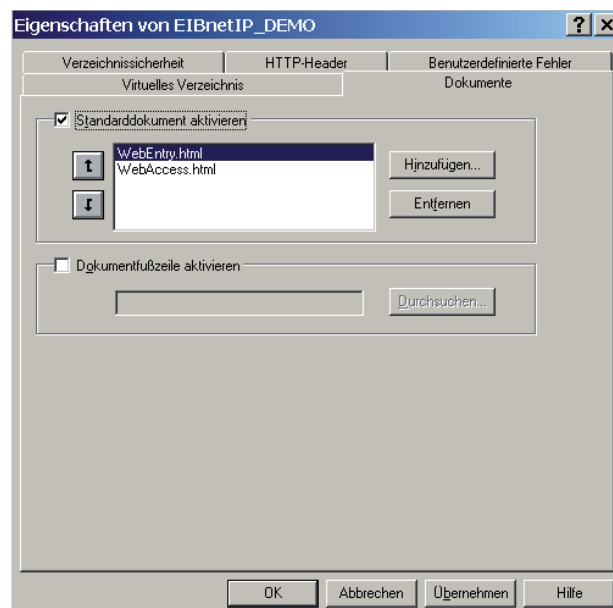 Eigenschaften von EIBnetIP_DEMO
Verzeichnissicherheit HTTP-Header Benutzerdefinierte Fehler
Virtuelles Verzeichnis Dokumente
Standarddokument aktivieren
WebEntry.html
WebAccess.html
Hinzufügen...
Entfernen
Dokumentfußzeile aktivieren
Durchsuchen...
OK Abbrechen Übernehmen Hilfe